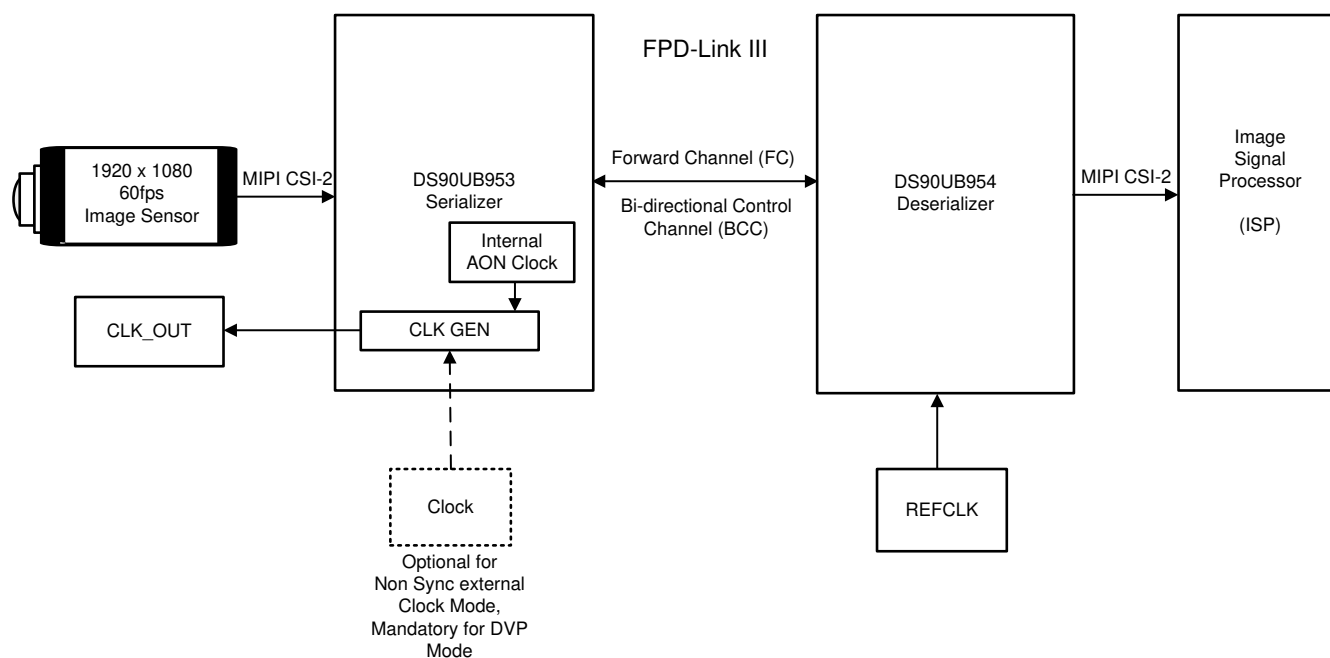 FPD-Link III
1920 x 1080
60fps
Image Sensor
MIPI CSI-2
DS90UB953
Serializer
Internal
AON Clock
CLK GEN
CLK_OUT
Clock
Optional for
Non Sync external
Clock Mode,
Mandatory for DVP
Mode
Forward Channel (FC)
Bi-directional Control
Channel (BCC)
DS90UB954
Deserializer
REFCLK
MIPI CSI-2
Image
Signal
Processor
(ISP)